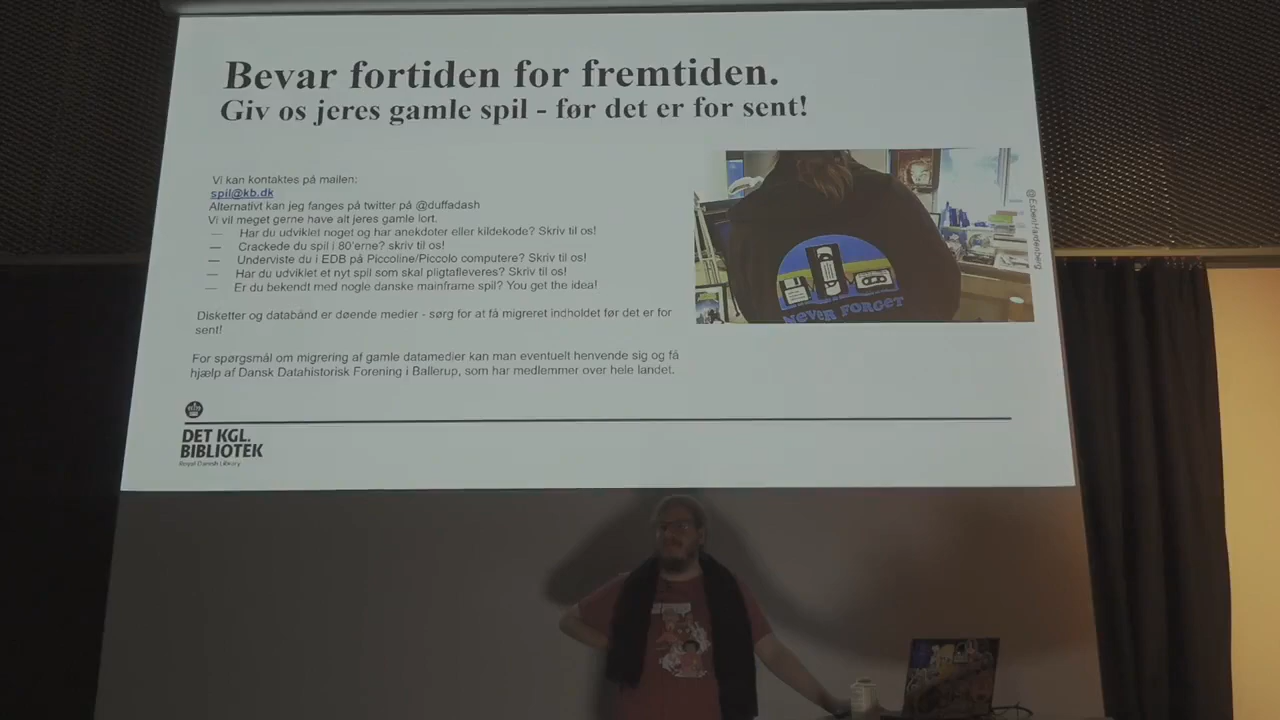 Bevar fortiden for fremtiden.
Giv os jeres gamle spil - før det er for sent!
Vi kan kontaktes på mailen:
spil@kb.dk
Alternativt kan jeg fanges på twitter på @duffadash
Vi vil meget gerne have alt jeres gamle lort.
— Har du udviklet noget og har anekdoter eller kildekode? Skriv til os!
— Crackede du spil i 80'erne? skriv til os!
— Underviste du i EDB på Piccoline/Piccolo computere? Skriv til os!
— Har du udviklet et nyt spil som skal pligtafleveres? Skriv til os!
— Er du bekendt med nogle danske mainframe spil? You get the idea!
Disketter og databånd er døende medier - sørg for at få migreret indholdet før det er for
sent!
For spørgsmål om migrering af gamle datamedier kan man eventuelt henvende sig og få
hjælp af Dansk Datahistorisk Forening i Ballerup, som har medlemmer over hele landet.
NEVER FORGET
@EsbenHardenberg
DET KGL.
BIBLIOTEK
Royal Danish Library